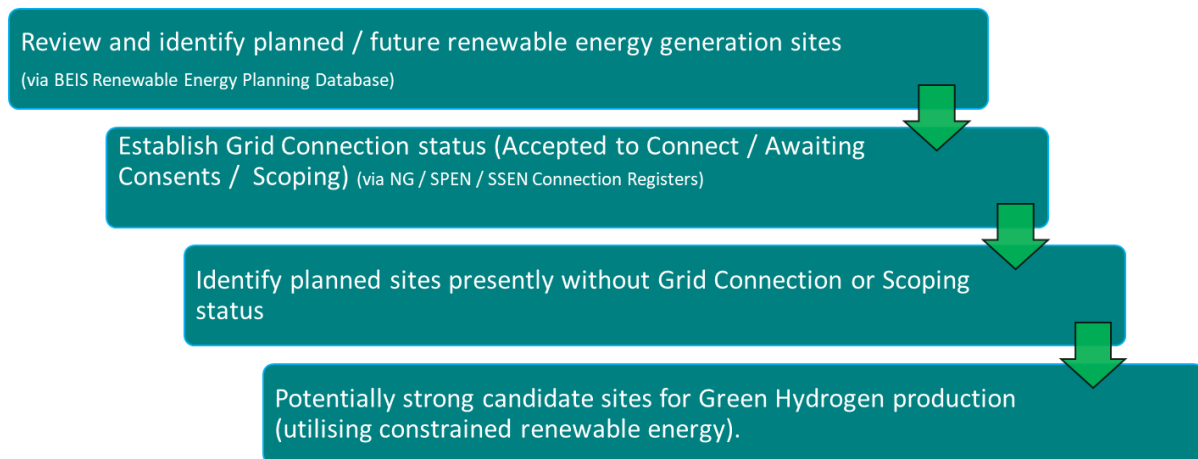 Review and identify planned / future renewable energy generation sites
(via BEIS Renewable Energy Planning Database)
Establish Grid Connection status (Accepted to Connect / Awaiting
Consents / Scoping) (via NG / SPEN / SSEN Connection Registers)
Identify planned sites presently without Grid Connection or Scoping
status
Potentially strong candidate sites for Green Hydrogen production
(utilising constrained renewable energy).